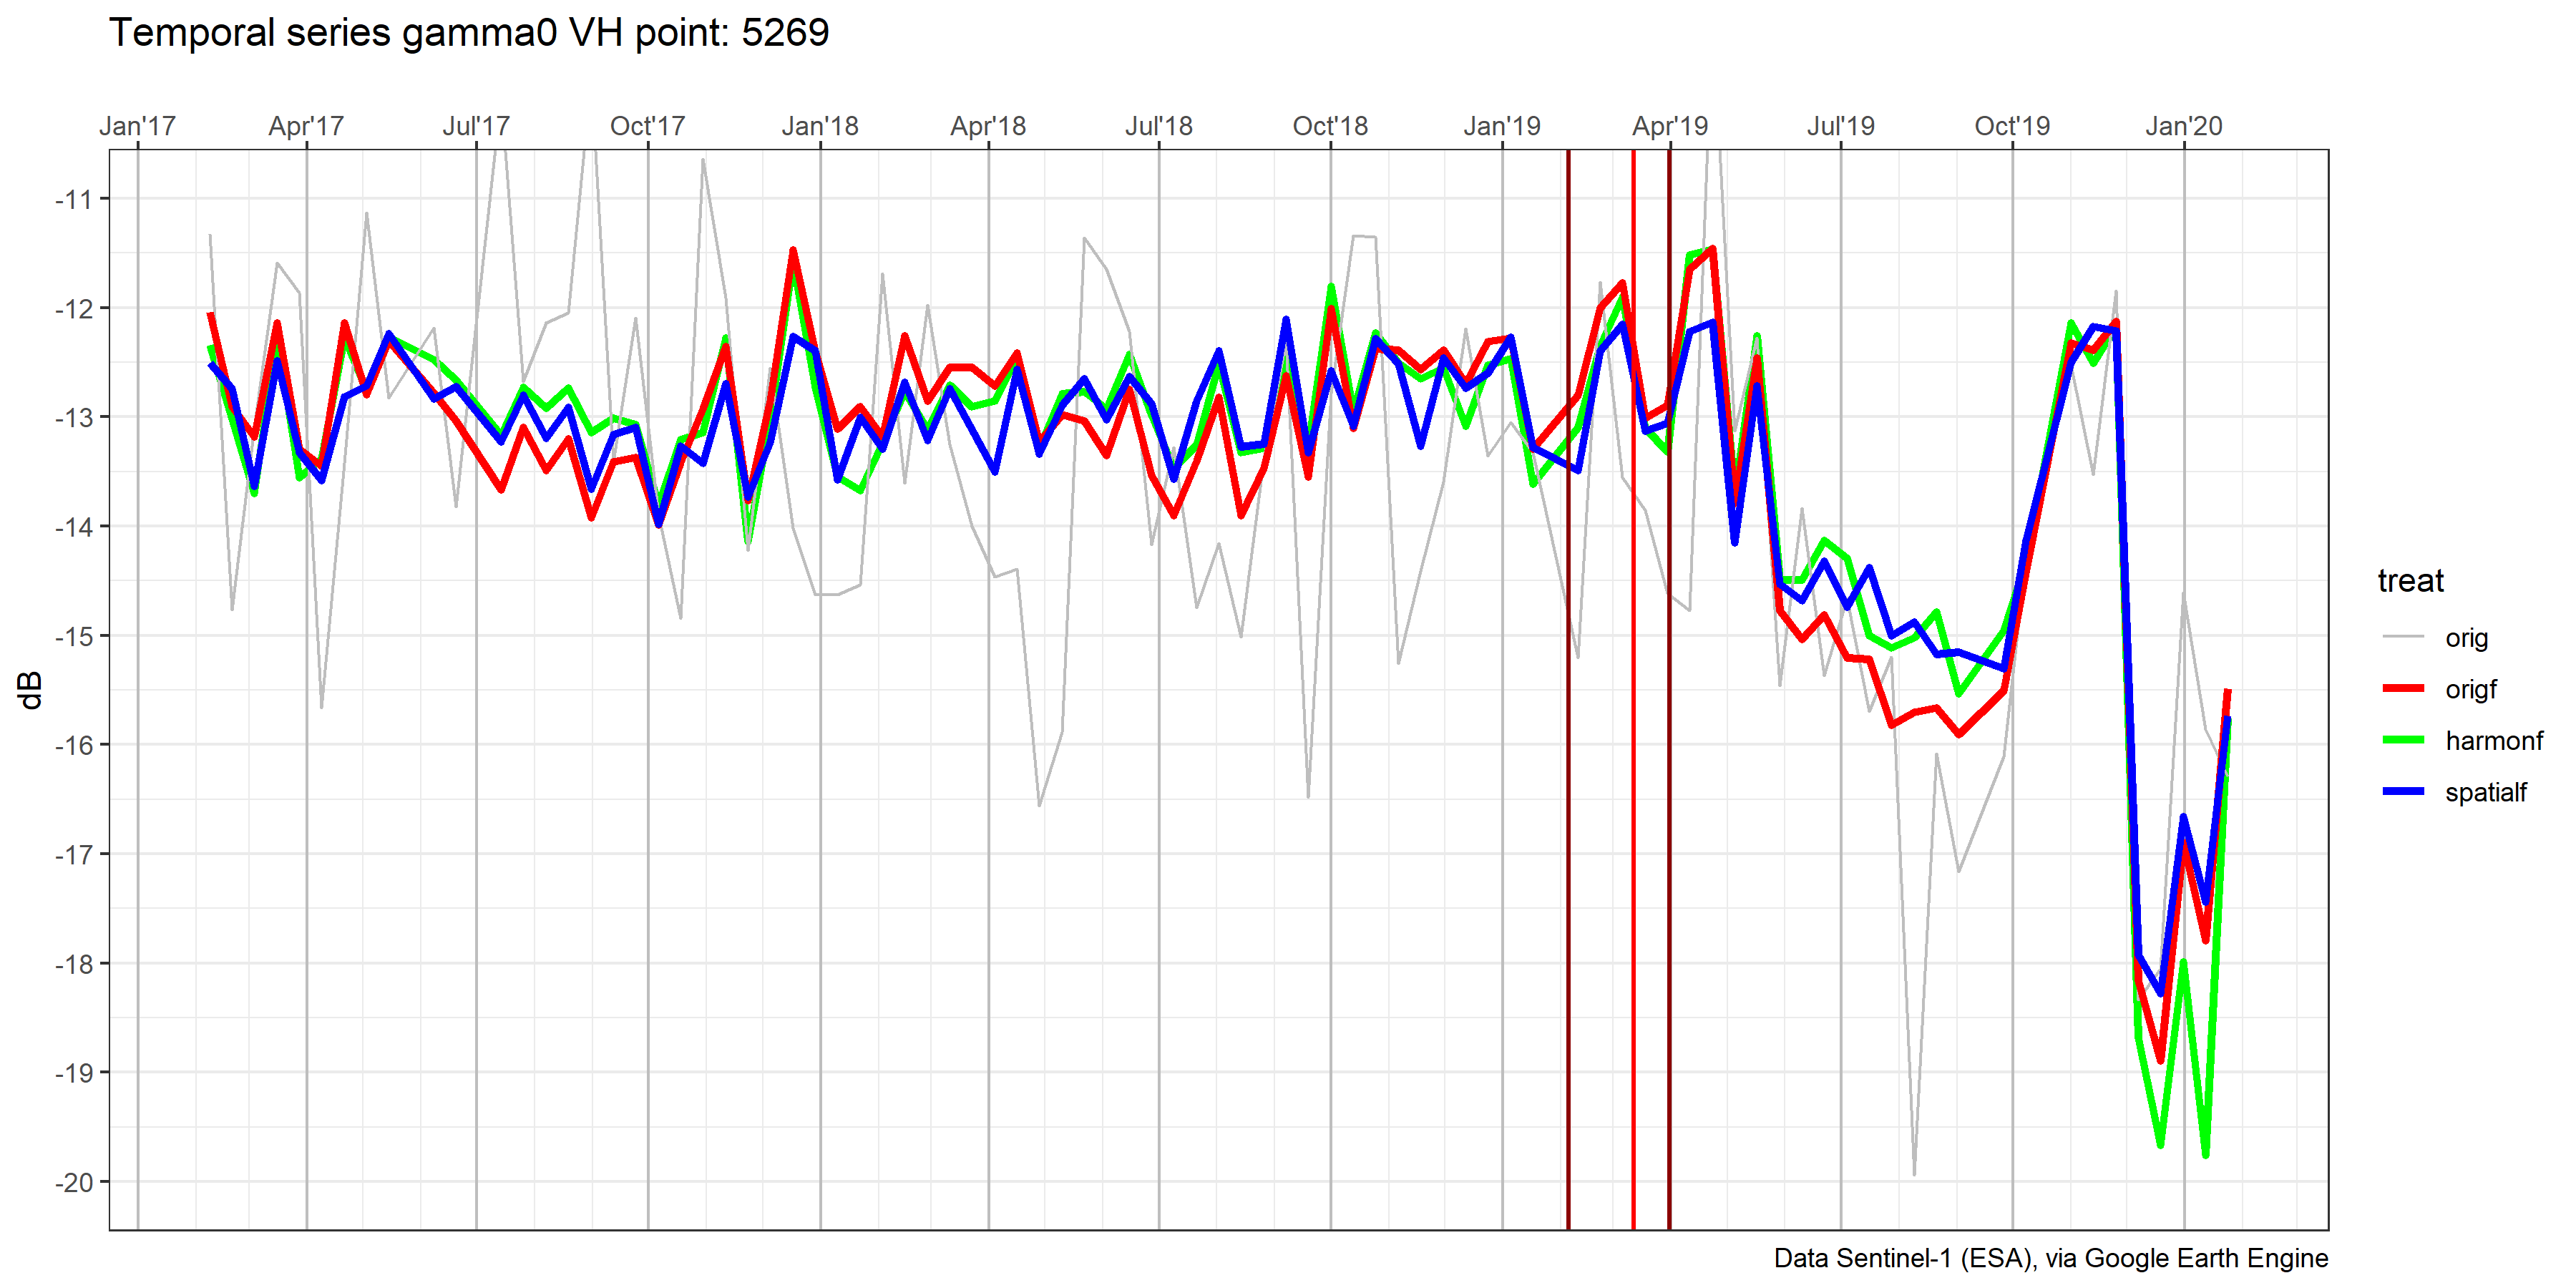 Temporal series gamma0 VH point: 5269
Jan'17 Apr'17 Jul'17 Oct'17 Jan'18 Apr'18 Jul'18 Oct'18 Jan'19 Apr'19 Jul'19 Oct'19 Jan'20
-11
-12
-13
-14
-15
-16
-17
-18
-19
-20
dB
treat
orig
origf
harmonf
spatialf
Data Sentinel-1 (ESA), via Google Earth Engine